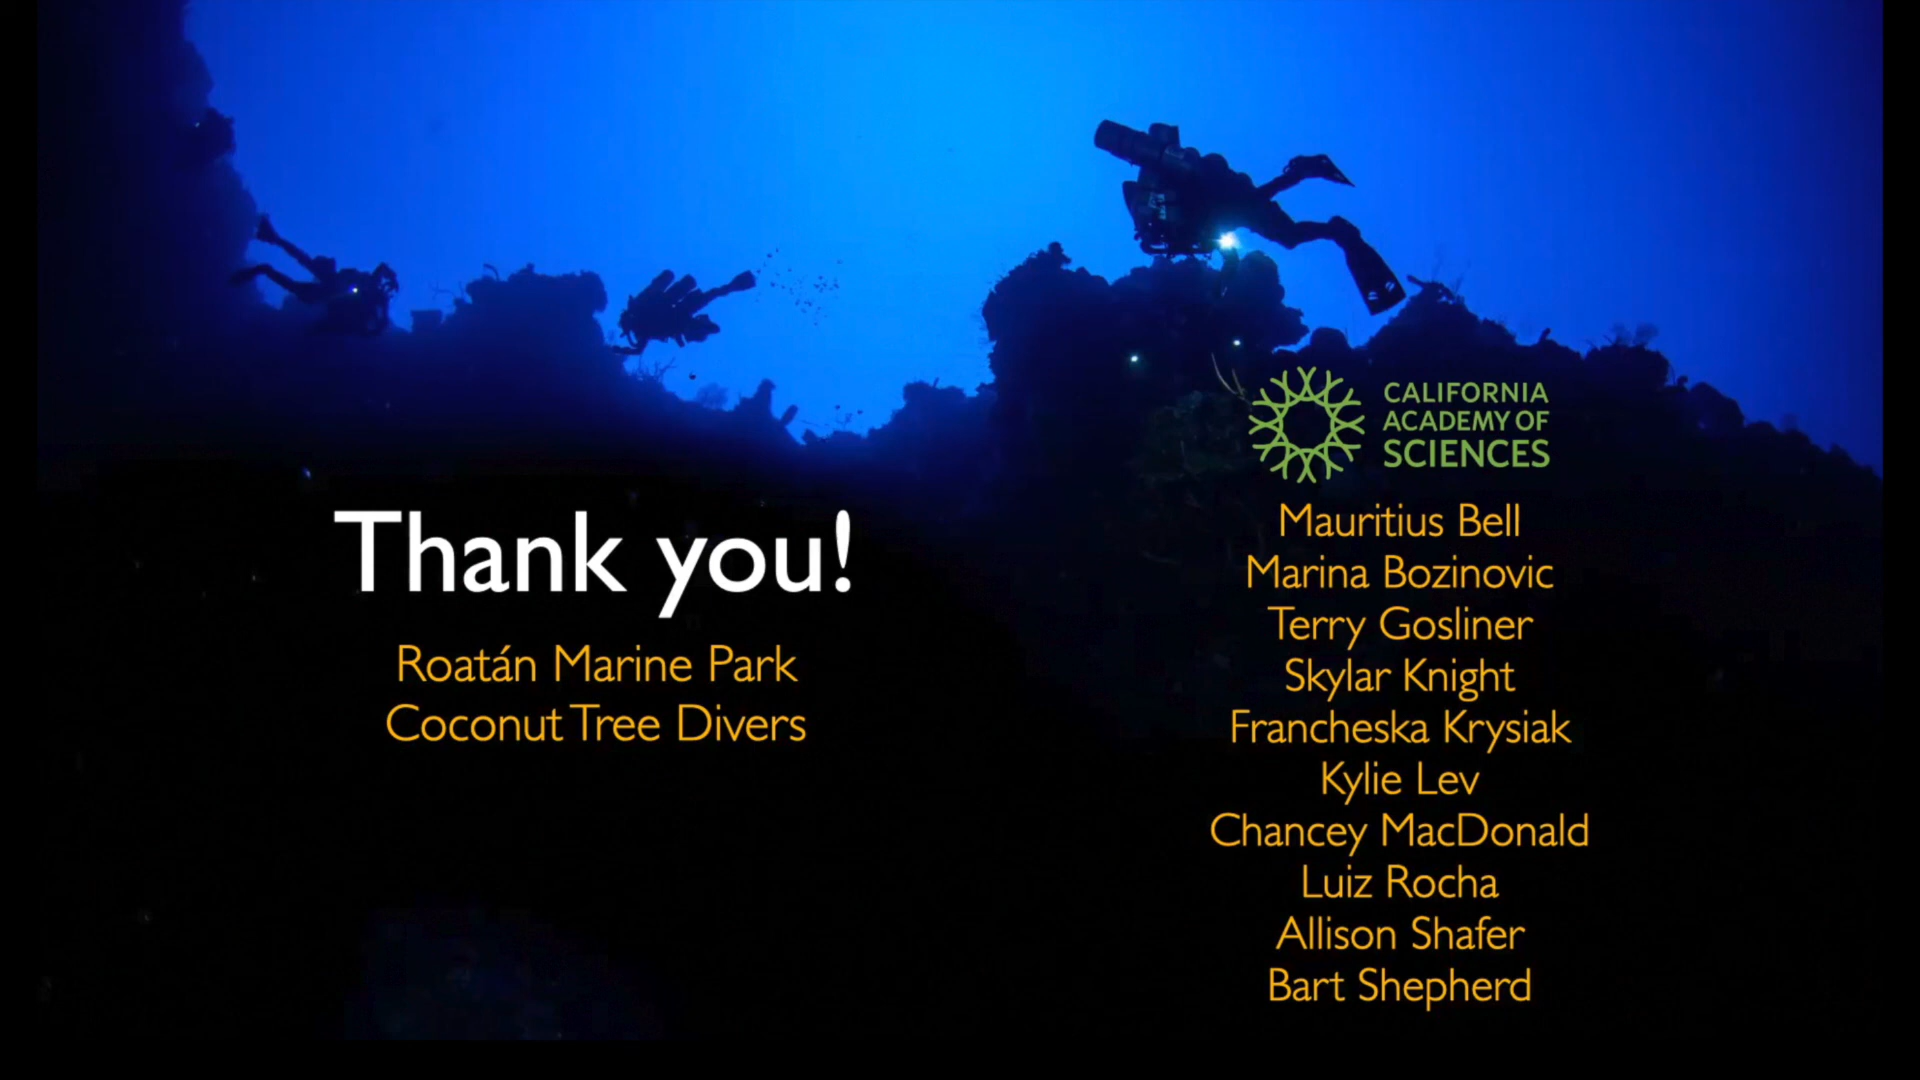 Thank you!
Roatán Marine Park
Coconut Tree Divers
CALIFORNIA
ACADEMY OF
SCIENCES
Mauritius Bell
Marina Bozinovic
Terry Gosliner
Skylar Knight
Francheska Krysiak
Kylie Lev
Chancey MacDonald
Luiz Rocha
Allison Shafer
Bart Shepherd